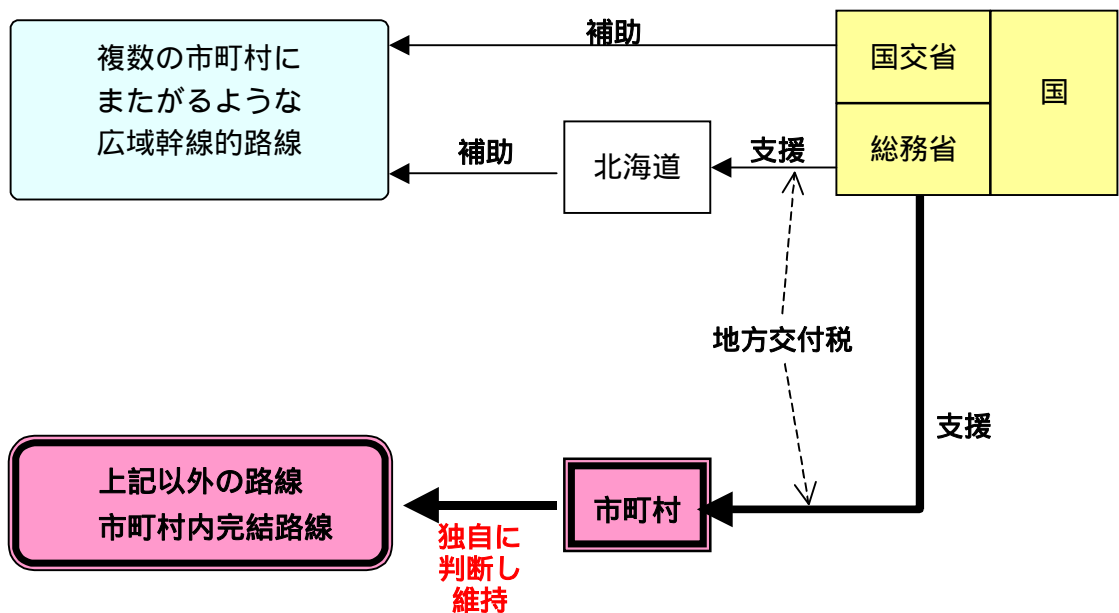 補助
複数の市町村に
またがるような
広域幹線的路線
国交省
国
総務省
補助
北海道
支援
地方交付税
支援
上記以外の路線
市町村内完結路線
市町村
独自に
判断し
維持